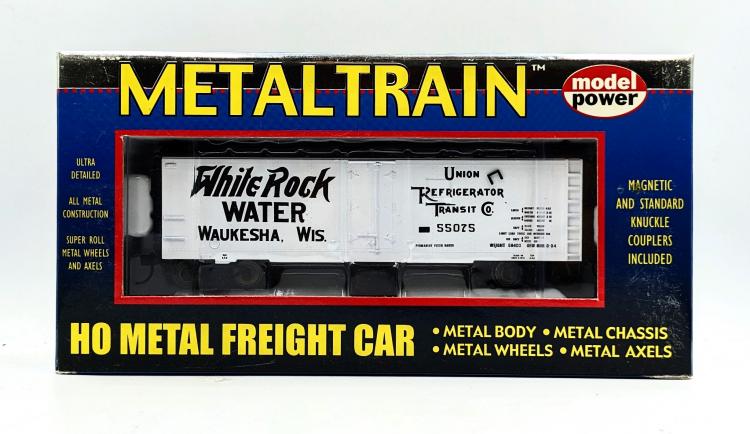 METALTRAIN™
model
power
ULTRA
DETAILED
ALL METAL
CONSTRUCTION
SUPER ROLL
METAL WHEELS
AND AXELS
White Rock
WATER
WAUKESHA, WIS.
UNION
REFRIGERATOR
TRANSIT CO.
55075
MAGNETIC
AND STANDARD
KNUCKLE
COUPLERS
INCLUDED
HO METAL FREIGHT CAR
• METAL BODY • METAL CHASSIS
• METAL WHEELS • METAL AXELS